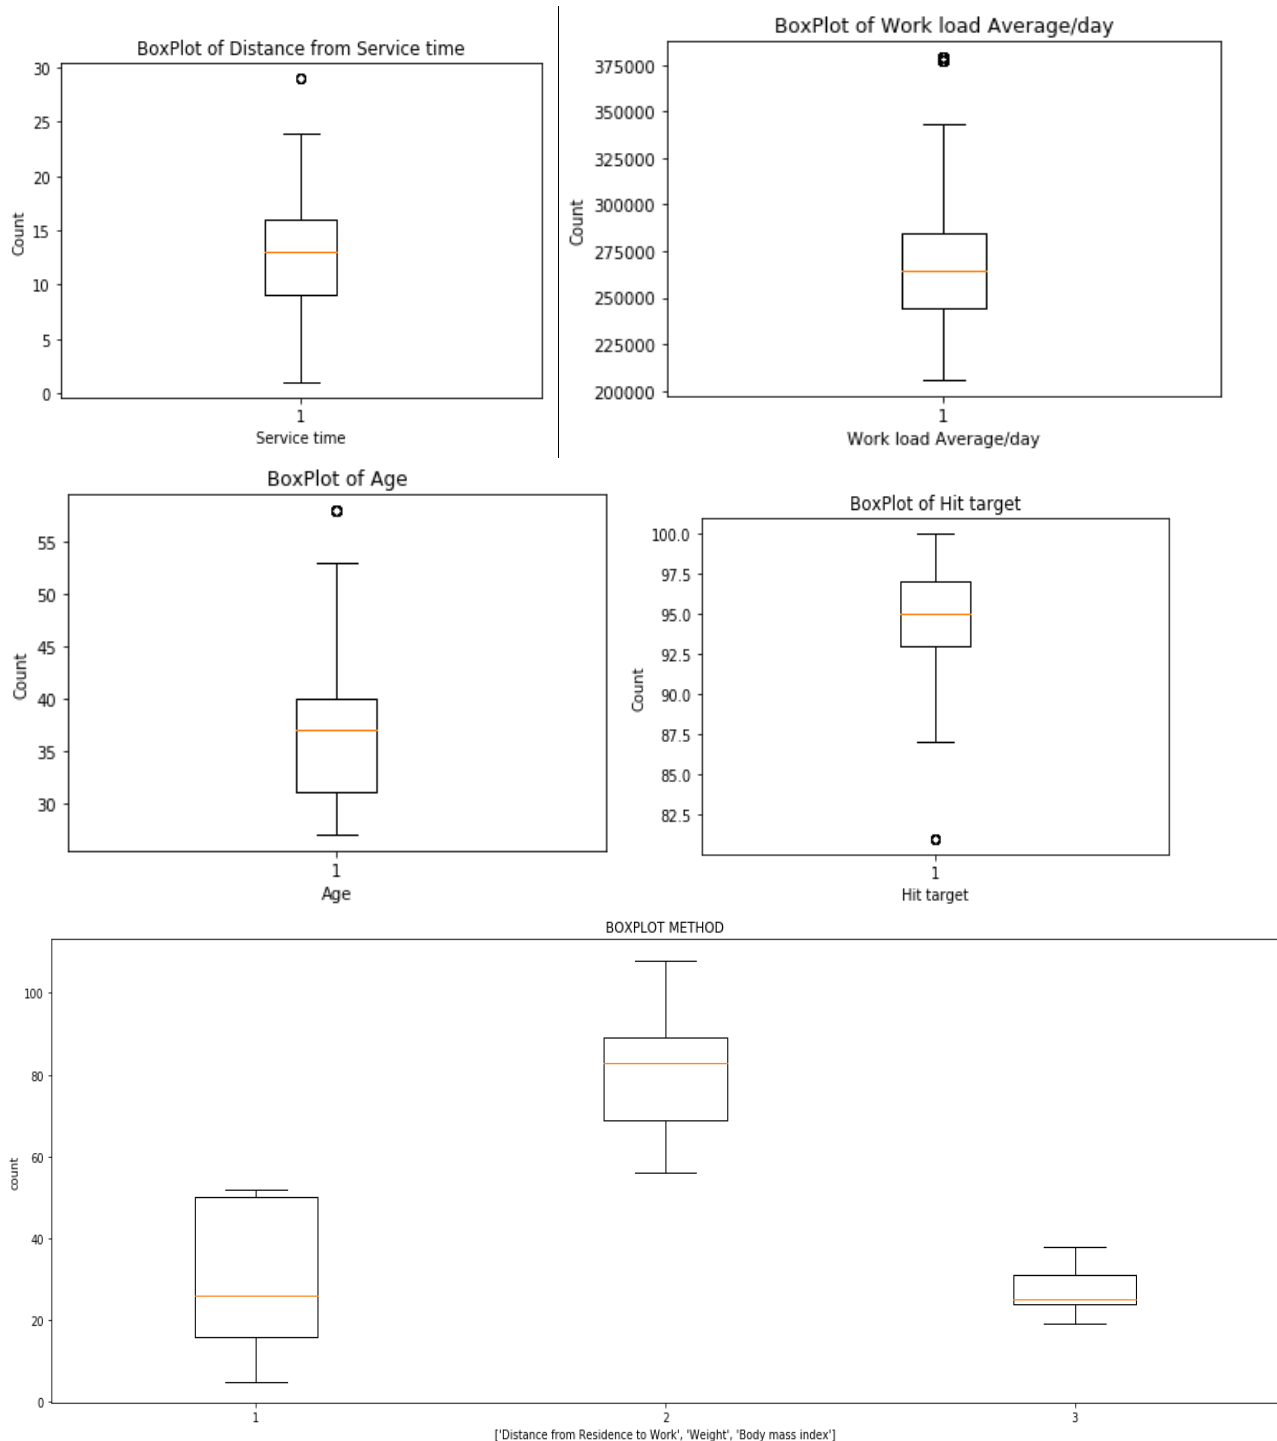 BoxPlot of Distance from Service time
30
25
20
15
10
5
0
Count
1
Service time
BoxPlot of Work load Average/day
375000
350000
325000
300000
275000
250000
225000
200000
Count
1
Work load Average/day
BoxPlot of Age
55
50
45
40
35
30
Count
1
Age
BoxPlot of Hit target
100.0
97.5
95.0
92.5
90.0
87.5
85.0
82.5
Count
1
Hit target
BOXPLOT METHOD
100
80
60
40
20
0
count
1 2 3
['Distance from Residence to Work', 'Weight', 'Body mass index']